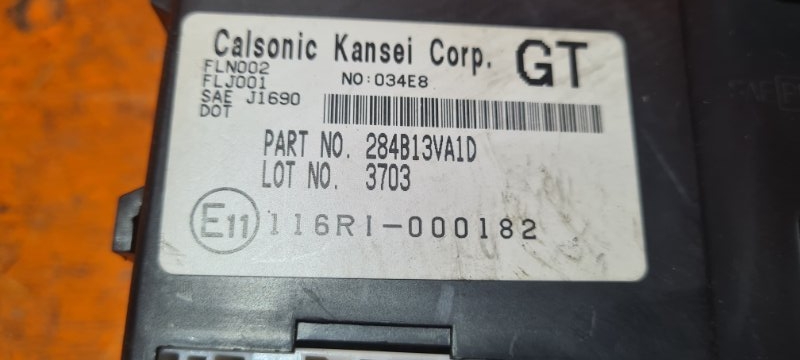 Calsonic Kansei Corp. GT
FLN002
FLJ001 NO:034E8
SAE J1690
DOT
PART NO. 284B13VA1D
LOT NO. 3703
E11 116RI-000182